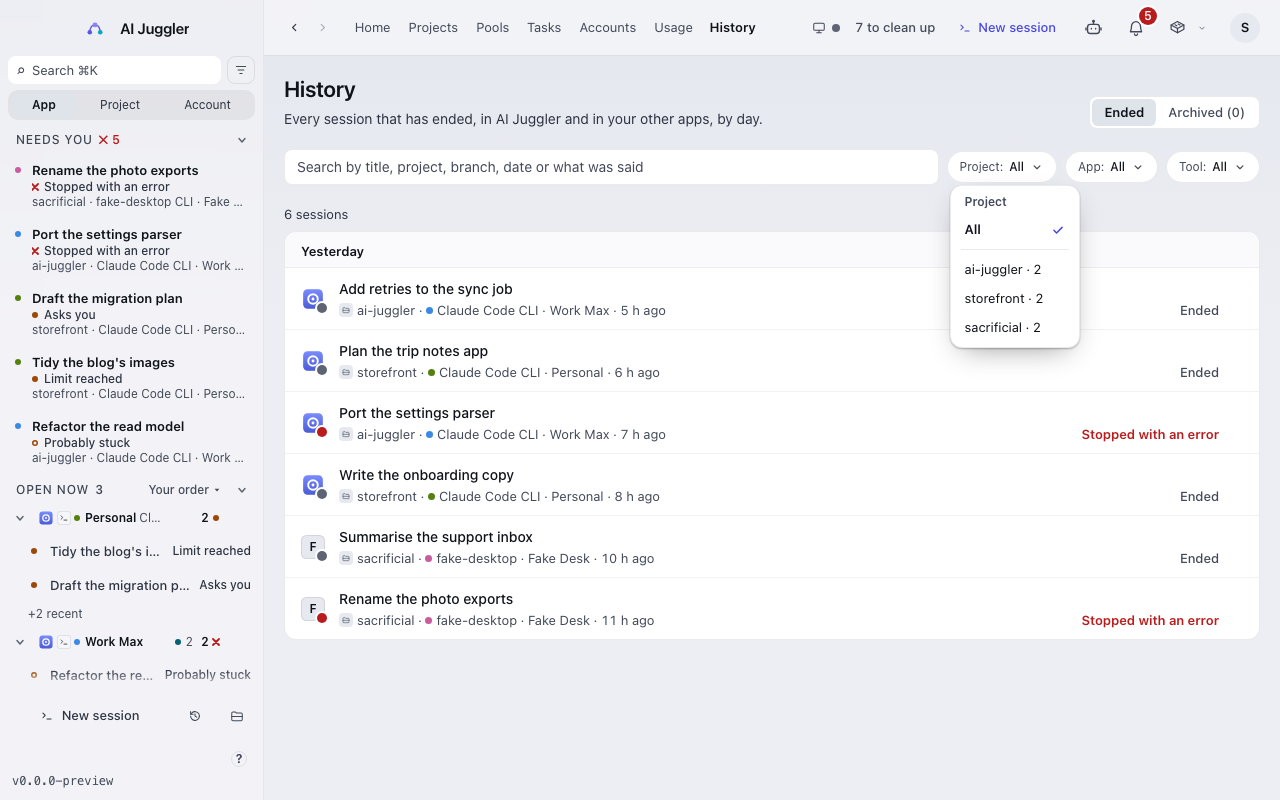 AI Juggler
Search ⌘K
App Project Account
NEEDS YOU 5
Rename the photo exports
Stopped with an error
sacrificial · fake-desktop CLI · Fake ...
Port the settings parser
Stopped with an error
ai-juggler · Claude Code CLI · Work ...
Draft the migration plan
Asks you
storefront · Claude Code CLI · Perso...
Tidy the blog's images
Limit reached
storefront · Claude Code CLI · Perso...
Refactor the read model
Probably stuck
ai-juggler · Claude Code CLI · Work ...
OPEN NOW 3 Your order
Personal Cl... 2
Tidy the blog's i... Limit reached
Draft the migration p... Asks you
+2 recent
Work Max 2 2
Refactor the re... Probably stuck
New session
?
v0.0.0-preview
Home Projects Pools Tasks Accounts Usage History 7 to clean up New session 5 S
History
Every session that has ended, in AI Juggler and in your other apps, by day.
Ended Archived (0)
Search by title, project, branch, date or what was said
Project: All App: All Tool: All
Project
All
ai-juggler · 2
storefront · 2
sacrificial · 2
6 sessions
Yesterday
Add retries to the sync job
ai-juggler · Claude Code CLI · Work Max · 5 h ago
Ended
Plan the trip notes app
storefront · Claude Code CLI · Personal · 6 h ago
Ended
Port the settings parser
ai-juggler · Claude Code CLI · Work Max · 7 h ago
Stopped with an error
Write the onboarding copy
storefront · Claude Code CLI · Personal · 8 h ago
Ended
F
Summarise the support inbox
sacrificial · fake-desktop · Fake Desk · 10 h ago
Ended
F
Rename the photo exports
sacrificial · fake-desktop · Fake Desk · 11 h ago
Stopped with an error